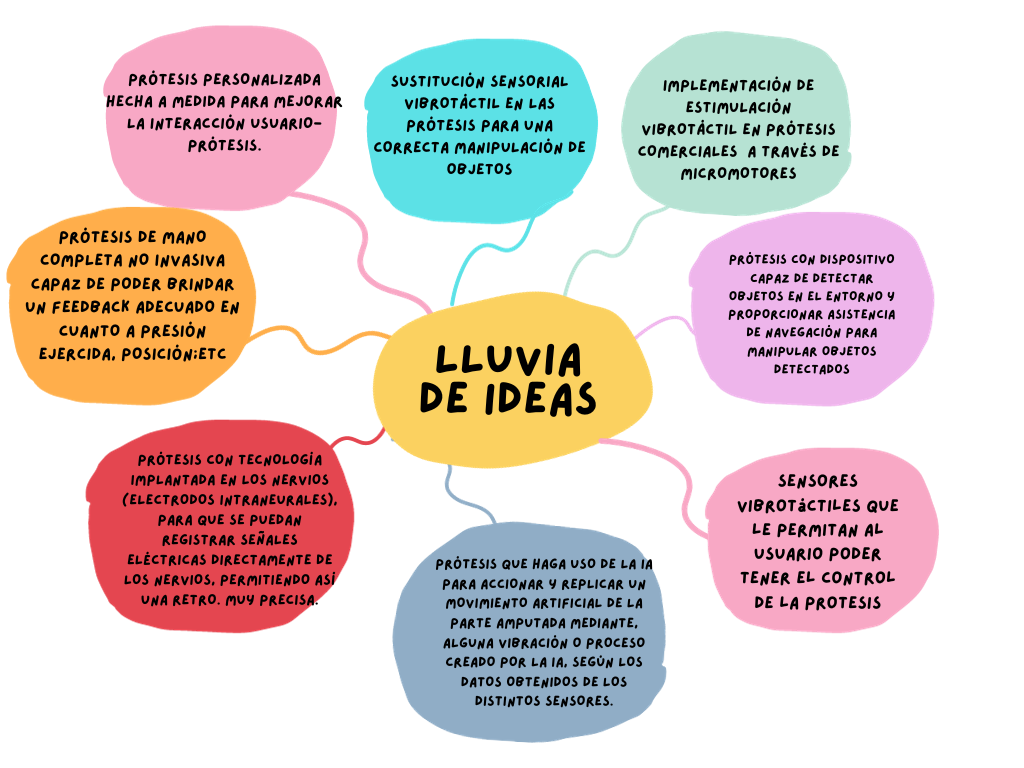 PRÓTESIS PERSONALIZADA
HECHA A MEDIDA PARA MEJORAR
LA INTERACCIÓN USUARIO-
PRÓTESIS.
SUSTITUCIÓN SENSORIAL
VIBROTÁCTIL EN LAS
PRÓTESIS PARA UNA
CORRECTA MANIPULACIÓN DE
OBJETOS
IMPLEMENTACIÓN DE
ESTIMULACIÓN
VIBROTÁCTIL EN PRÓTESIS
COMERCIALES A TRAVÉS DE
MICROMOTORES
PRÓTESIS DE MANO
COMPLETA NO INVASIVA
CAPAZ DE PODER BRINDAR
UN FEEDBACK ADECUADO EN
CUANTO A PRESIÓN
EJERCIDA, POSICIÓN;ETC
PRÓTESIS CON DISPOSITIVO
CAPAZ DE DETECTAR
OBJETOS EN EL ENTORNO Y
PROPORCIONAR ASISTENCIA
DE NAVEGACIÓN PARA
MANIPULAR OBJETOS
DETECTADOS
LLUVIA
DE IDEAS
PRÓTESIS CON TECNOLOGÍA
IMPLANTADA EN LOS NERVIOS
(ELECTRODOS INTRANEURALES),
PARA QUE SE PUEDAN
REGISTRAR SEÑALES
ELÉCTRICAS DIRECTAMENTE DE
LOS NERVIOS, PERMITIENDO ASÍ
UNA RETRO. MUY PRECISA.
SENSORES
VIBROTáCTILES QUE
LE PERMITAN AL
USUARIO PODER
TENER EL CONTROL
DE LA PROTESIS
PRÓTESIS QUE HAGA USO DE LA IA
PARA ACCIONAR Y REPLICAR UN
MOVIMIENTO ARTIFICIAL DE LA
PARTE AMPUTADA MEDIANTE,
ALGUNA VIBRACIÓN O PROCESO
CREADO POR LA IA, SEGÚN LOS
DATOS OBTENIDOS DE LOS
DISTINTOS SENSORES.